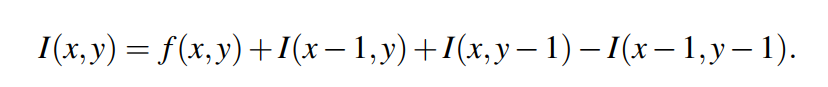 I(x,y) = f(x,y)+I(x−1,y)+I(x,y−1)−I(x−1,y−1).